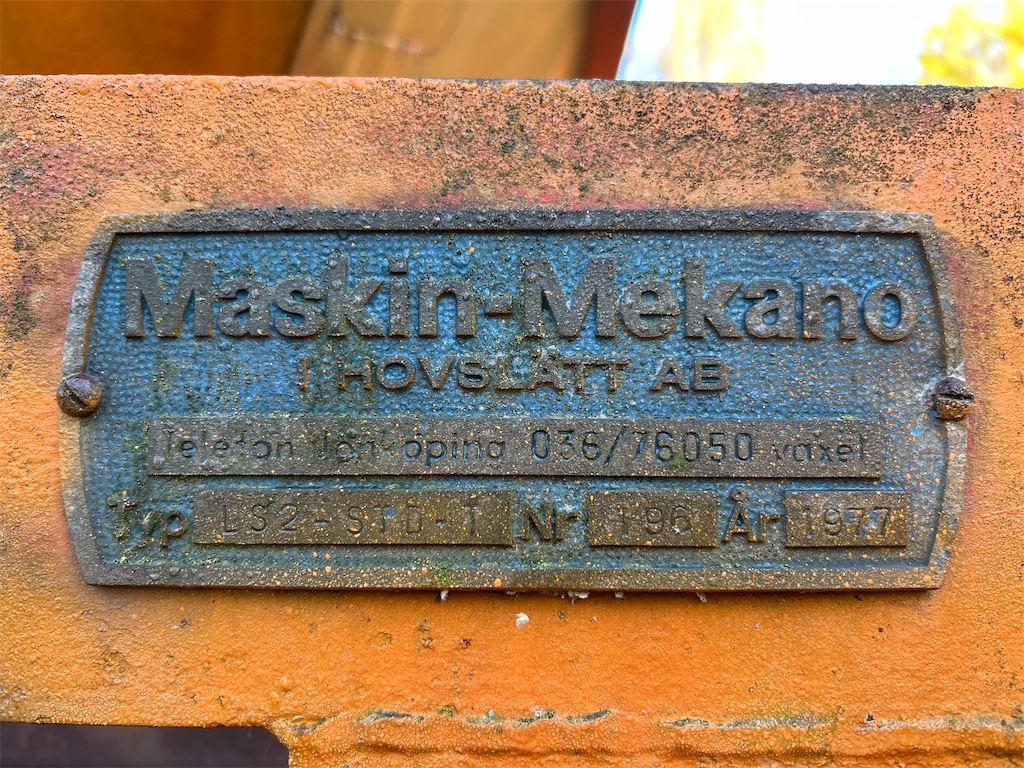 Maskin-Mekano
I HOVSLÄTT AB
Telefon Jönköping 036/76050 växel
Typ LS2-STD-T Nr 196 År 1977